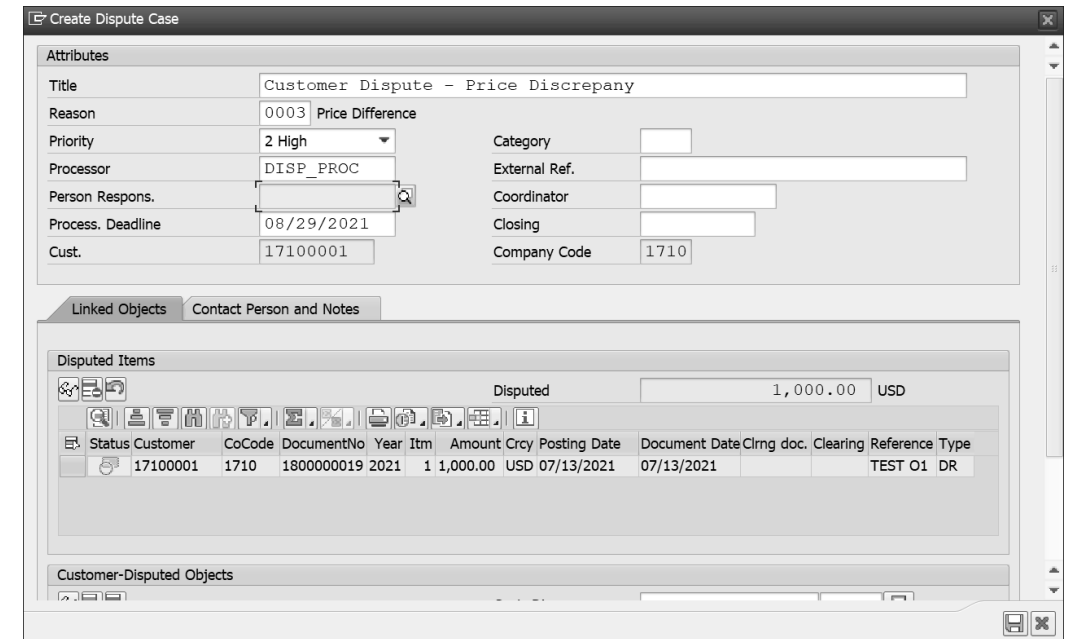 Create Dispute Case
Attributes
Title Customer Dispute - Price Discrepany
Reason 0003 Price Difference
Priority 2 High Category
Processor DISP_PROC External Ref.
Person Respons. Coordinator
Process. Deadline 08/29/2021 Closing
Cust. 17100001 Company Code 1710
Linked Objects Contact Person and Notes
Disputed Items
Disputed 1,000.00 USD
Status Customer CoCode DocumentNo Year Itm Amount Crcy Posting Date Document Date Clrng doc. Clearing Reference Type
17100001 1710 1800000019 2021 1 1,000.00 USD 07/13/2021 07/13/2021 TEST O1 DR
Customer-Disputed Objects